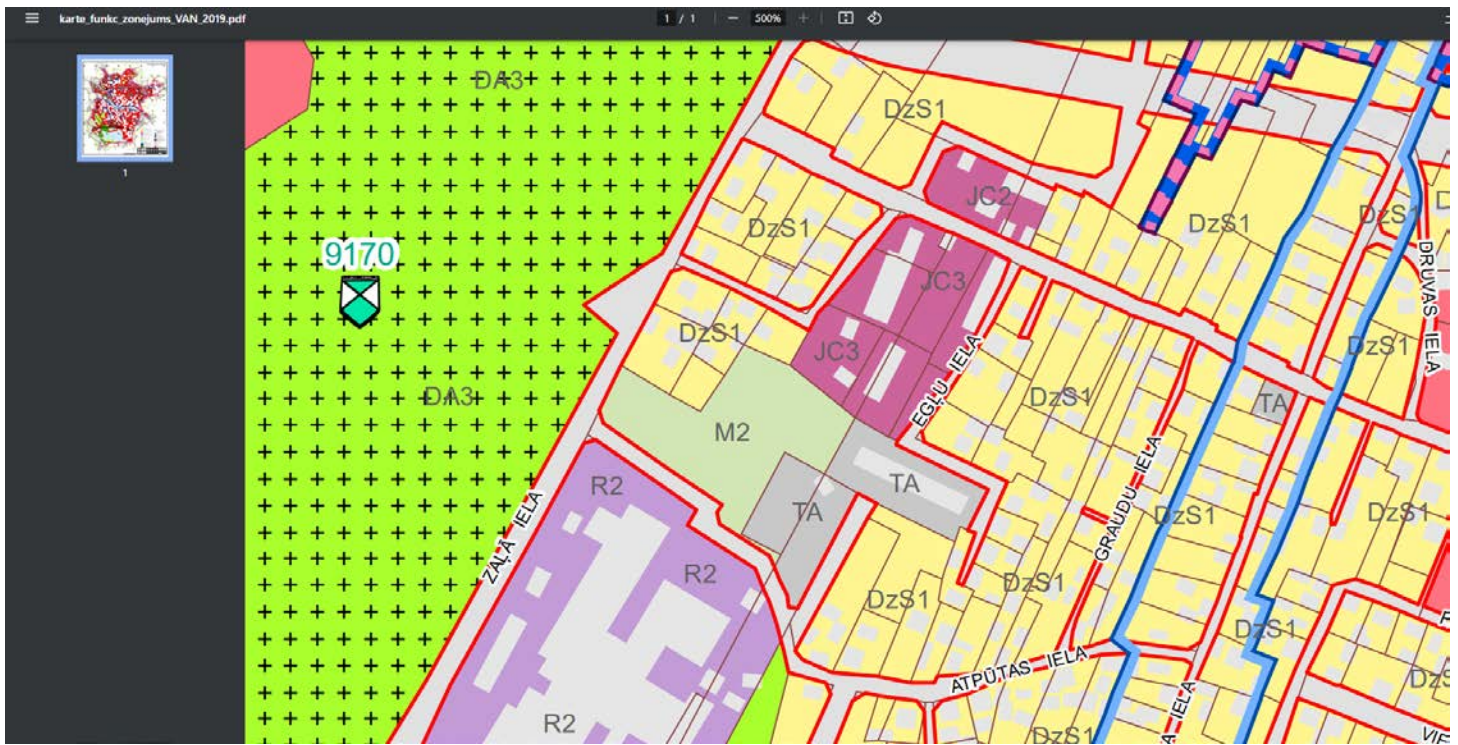 karte_funkc_zonejums_VAN_2019.pdf
1 / 1
500%
1
DA3
DzS1
JC2
DzS1
DzS1
DzS1
DRUVAS IELA
9170
JC3
DzS1
JC3
EGĻU IELA
DzS1
DzS1
TA
DA3
M2
R2
TA
TA
GRAUDU IELA
DzS1
DzS1
ZAĻĀ IELA
R2
DzS1
DzS1
DzS1
ATPŪTAS IELA
IELA
R2
DzS1